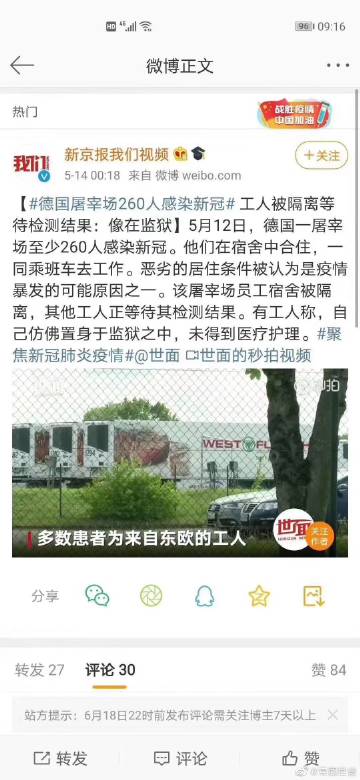 HD 4G 96 09:16
微博正文
热门
战胜疫情
中国加油
我们
新京报我们视频
+关注
5-14 00:18 来自 微博 weibo.com
【#德国屠宰场260人感染新冠# 工人被隔离等
待检测结果：像在监狱】5月12日，德国一屠宰
场至少260人感染新冠。他们在宿舍中合住，一
同乘班车去工作。恶劣的居住条件被认为是疫情
暴发的可能原因之一。该屠宰场员工宿舍被隔
离，其他工人正等待其检测结果。有工人称，自
己仿佛置身于监狱之中，未得到医疗护理。#聚
焦新冠肺炎疫情#@世面 世面的秒拍视频
WEST
多数患者为来自东欧的工人
世面
关注
作者
分享
转发 27 评论 30 赞 84
站方提示：6月18日22时前发布评论需关注博主7天以上
转发 评论 赞